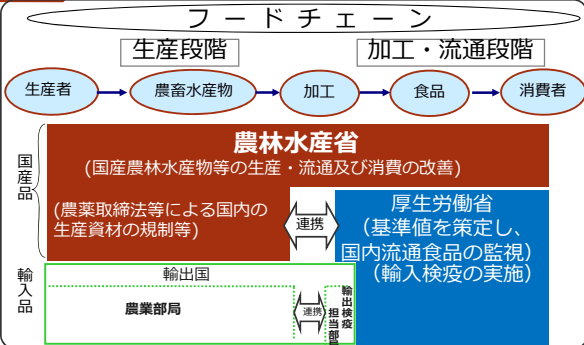 フードチェーン
生産段階
加工・流通段階
生産者
農畜水産物
加工
食品
消費者
国産品
農林水産省
(国産農林水産物等の生産・流通及び消費の改善)
(農薬取締法等による国内の
生産資材の規制等)
連携
厚生労働省
(基準値を策定し、
国内流通食品の監視)
(輸入検疫の実施)
輸入品
輸出国
農業部局
連携
輸出検疫
担当部局